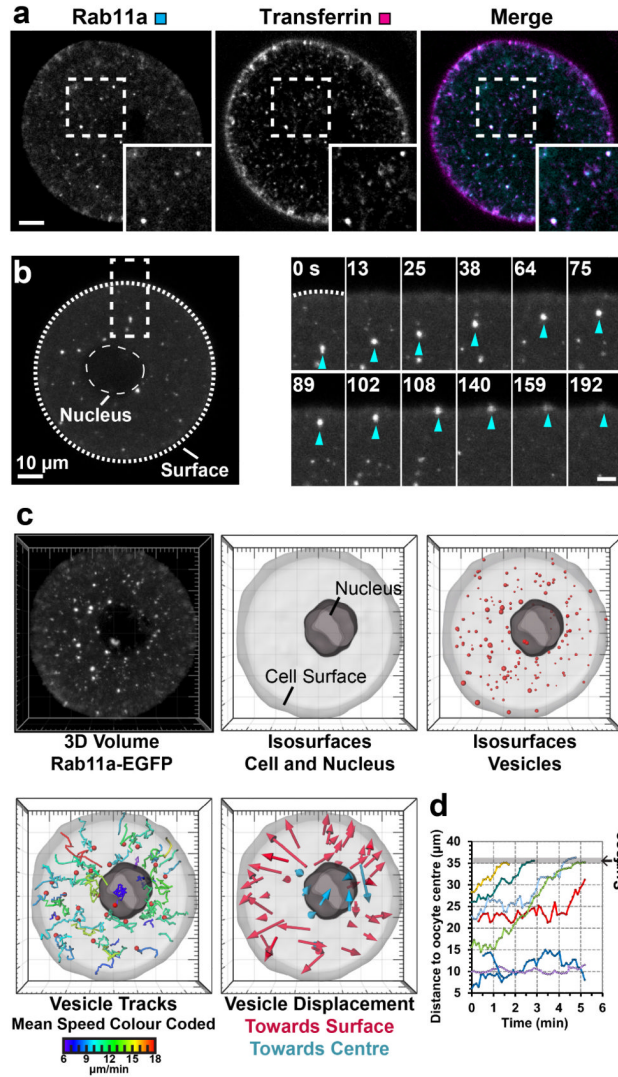 a
Rab11a
Transferrin
Merge
b
Nucleus
10 µm
Surface
0 s 13 25 38 64 75
89 102 108 140 159 192
c
Nucleus
Cell Surface
3D Volume
Rab11a-EGFP
Isosurfaces
Cell and Nucleus
Isosurfaces
Vesicles
Vesicle Tracks
Mean Speed Colour Coded
6 9 12 15 18
µm/min
Vesicle Displacement
Towards Surface
Towards Centre
d
Distance to oocyte centre (µm)
40
35
30
25
20
15
10
5
0 1 2 3 4 5 6
Time (min)
Surface